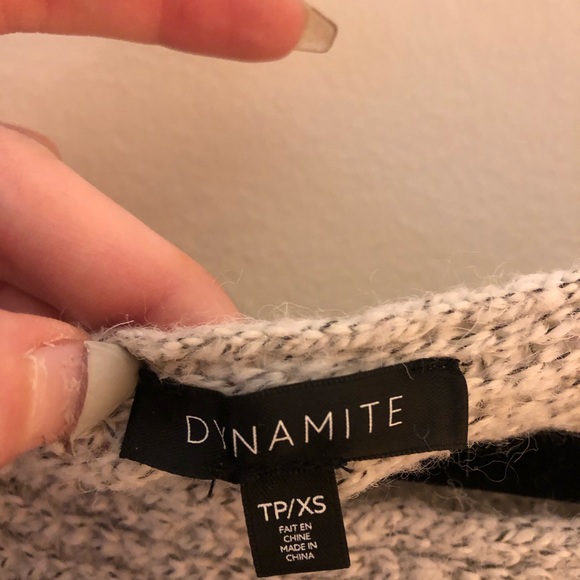 DYNAMITE
TP/XS
FAIT EN
CHINE
MADE IN
CHINA